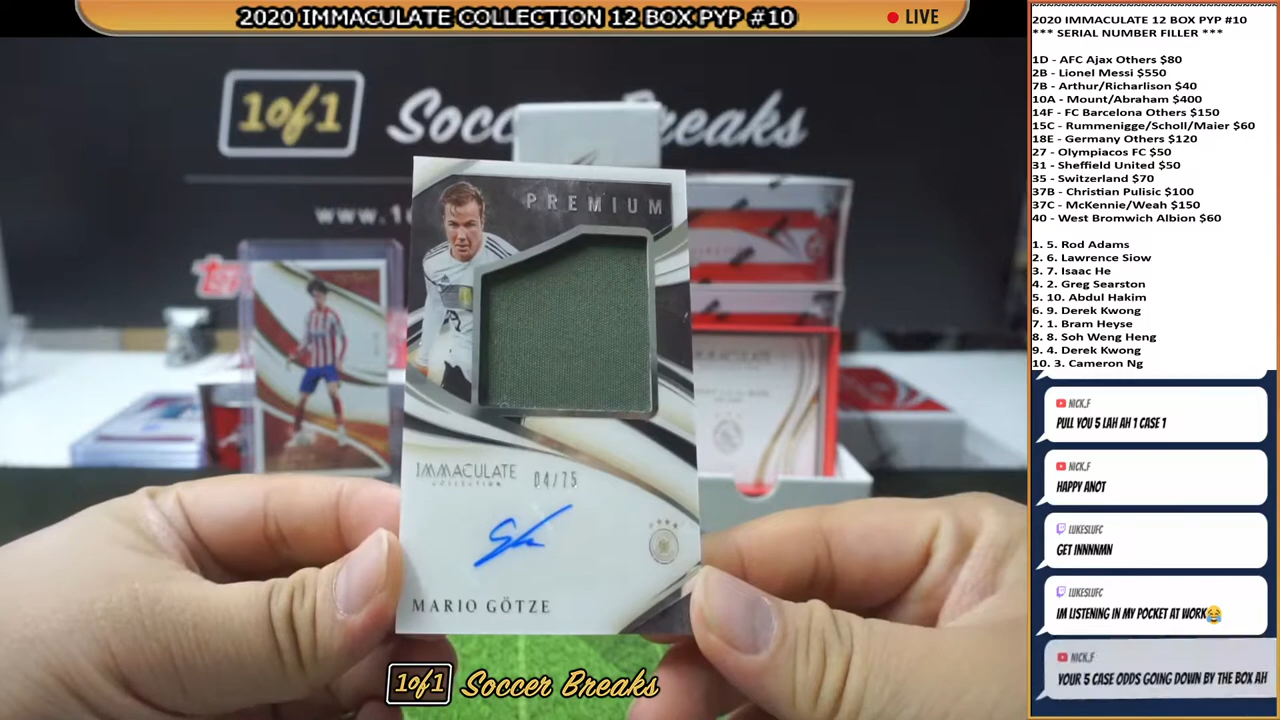 2020 IMMACULATE COLLECTION 12 BOX PYP #10
LIVE
1of1 Soccer Breaks
PREMIUM
IMMACULATE
COLLECTION
04/75
MARIO GÖTZE
1of1 Soccer Breaks
2020 IMMACULATE 12 BOX PYP #10
*** SERIAL NUMBER FILLER ***
1D - AFC Ajax Others $80
2B - Lionel Messi $550
7B - Arthur/Richarlison $40
10A - Mount/Abraham $400
14F - FC Barcelona Others $150
15C - Rummenigge/Scholl/Maier $60
18E - Germany Others $120
27 - Olympiacos FC $50
31 - Sheffield United $50
35 - Switzerland $70
37B - Christian Pulisic $100
37C - McKennie/Weah $150
40 - West Bromwich Albion $60
1. 5. Rod Adams
2. 6. Lawrence Siow
3. 7. Isaac He
4. 2. Greg Searston
5. 10. Abdul Hakim
6. 9. Derek Kwong
7. 1. Bram Heyse
8. 8. Soh Weng Heng
9. 4. Derek Kwong
10. 3. Cameron Ng
NICK.F
PULL YOU 5 LAH AH 1 CASE 1
NICK.F
HAPPY ANOT
LUKESLUFC
GET INNNNMN
LUKESLUFC
IM LISTENING IN MY POCKET AT WORK😂
NICK.F
YOUR 5 CASE ODDS GOING DOWN BY THE BOX AH